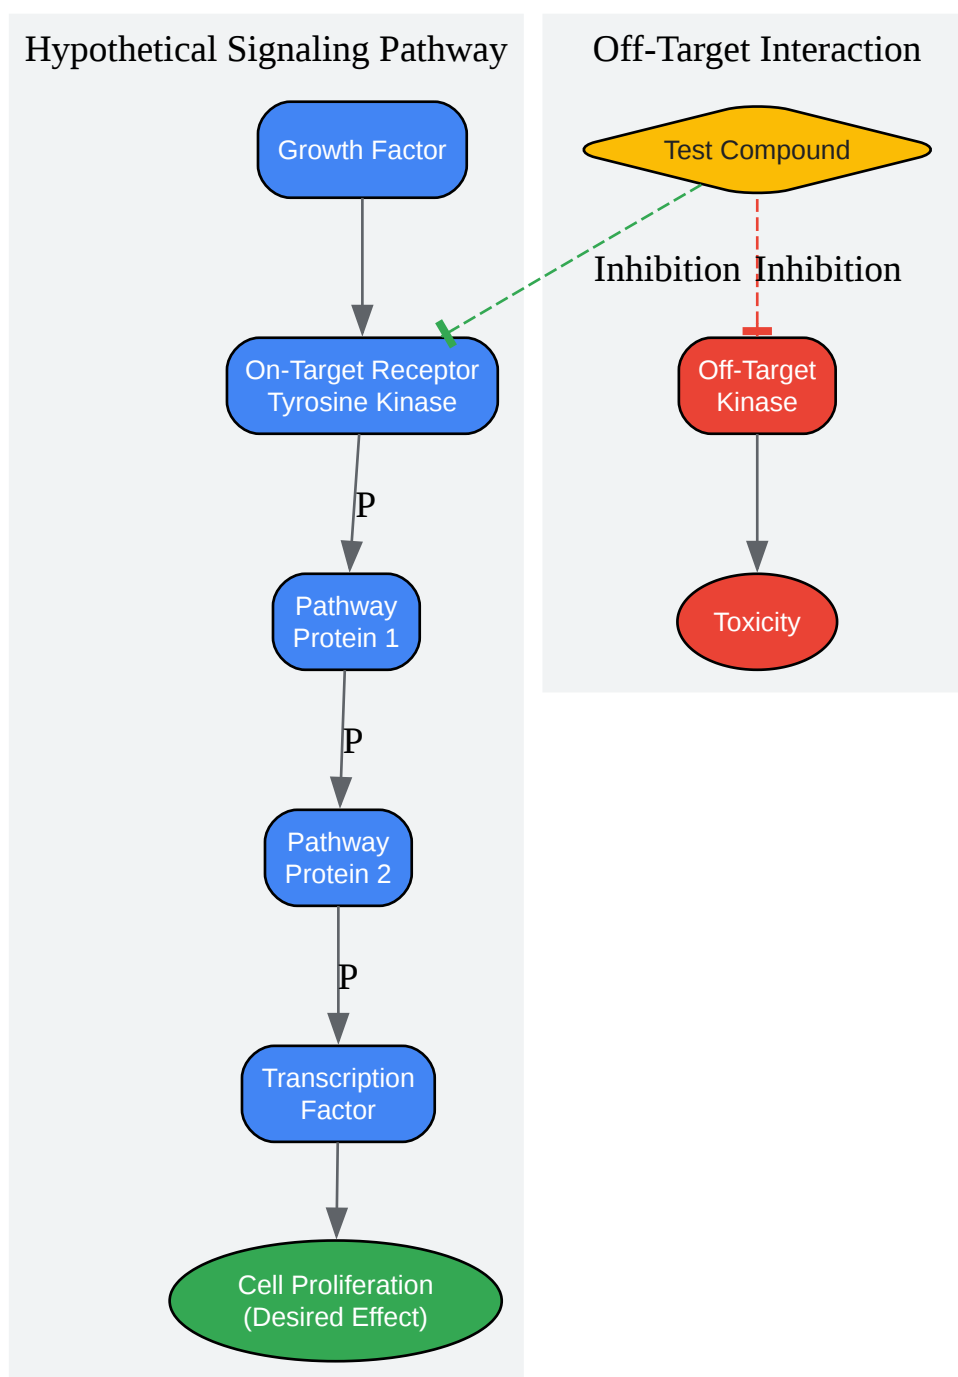 Hypothetical Signaling Pathway
Growth Factor
On-Target Receptor
Tyrosine Kinase
P
Pathway
Protein 1
P
Pathway
Protein 2
P
Transcription
Factor
Cell Proliferation
(Desired Effect)
Off-Target Interaction
Test Compound
Inhibition
Inhibition
Off-Target
Kinase
Toxicity